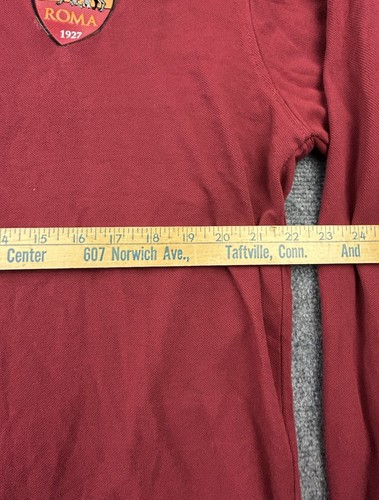 ROMA
1927
4 15 16 17 18 19 20 21 22 23 24
Center 607 Norwich Ave., Taftville, Conn. And